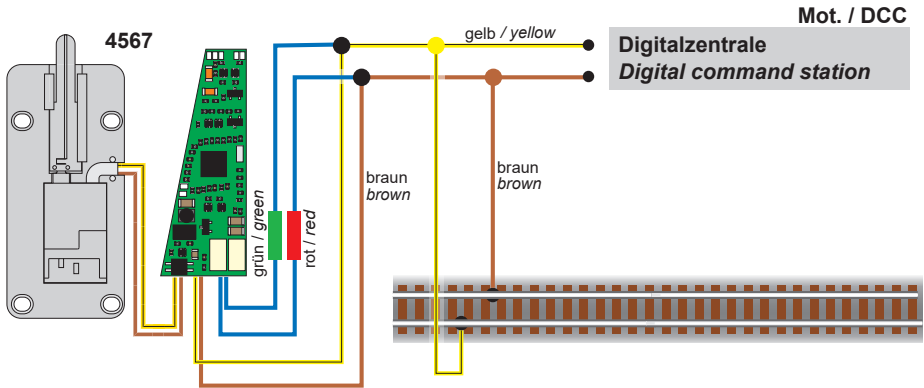 Mot. / DCC
4567
gelb / yellow
Digitalzentrale
Digital command station
braun
brown
braun
brown
grün / green
rot / red